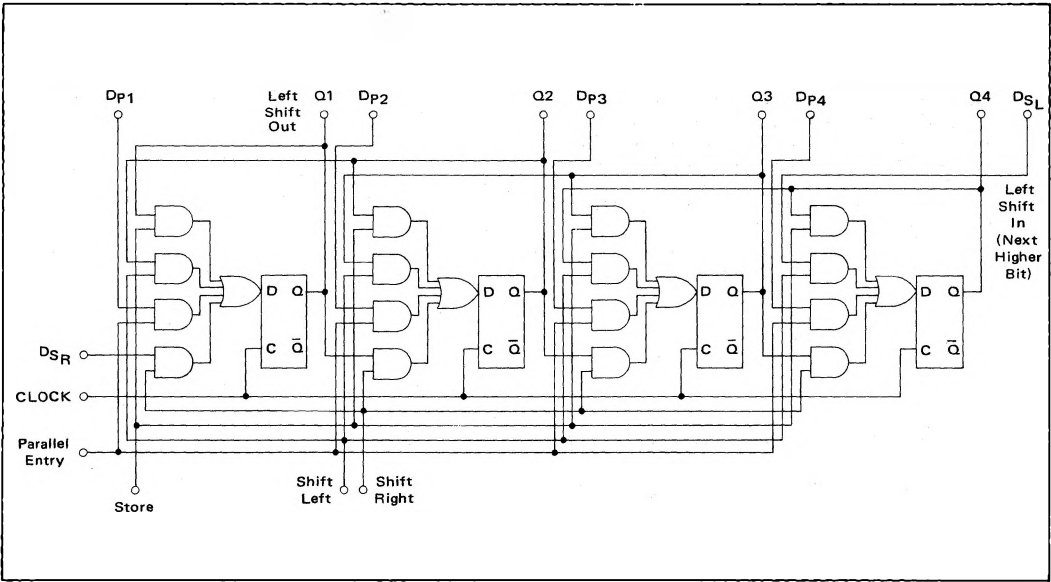 DP1
Left
Shift
Out
Q1
DP2
Q2
DP3
Q3
DP4
Q4
DSL
Left
Shift
In
(Next
Higher
Bit)
D Q
C Q̅
D Q
C Q̅
D Q
C Q̅
D Q
C Q̅
DSR
CLOCK
Parallel
Entry
Store
Shift
Left
Shift
Right